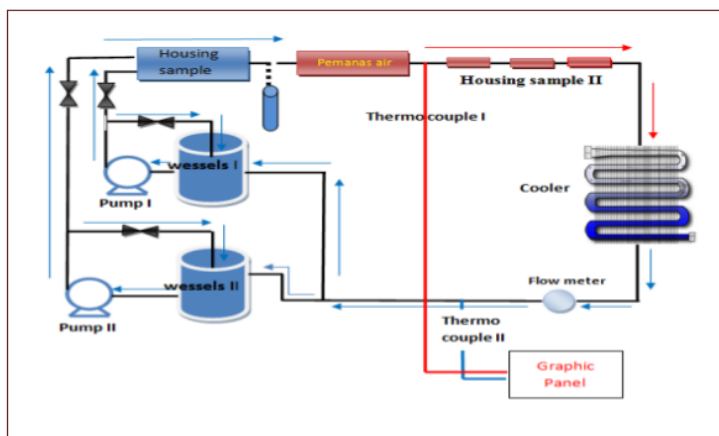 Housing
sample
Pemanas air
Housing sample II
Thermo couple I
wessels I
Pump I
Cooler
wessels II
Pump II
Flow meter
Thermo
couple II
Graphic
Panel